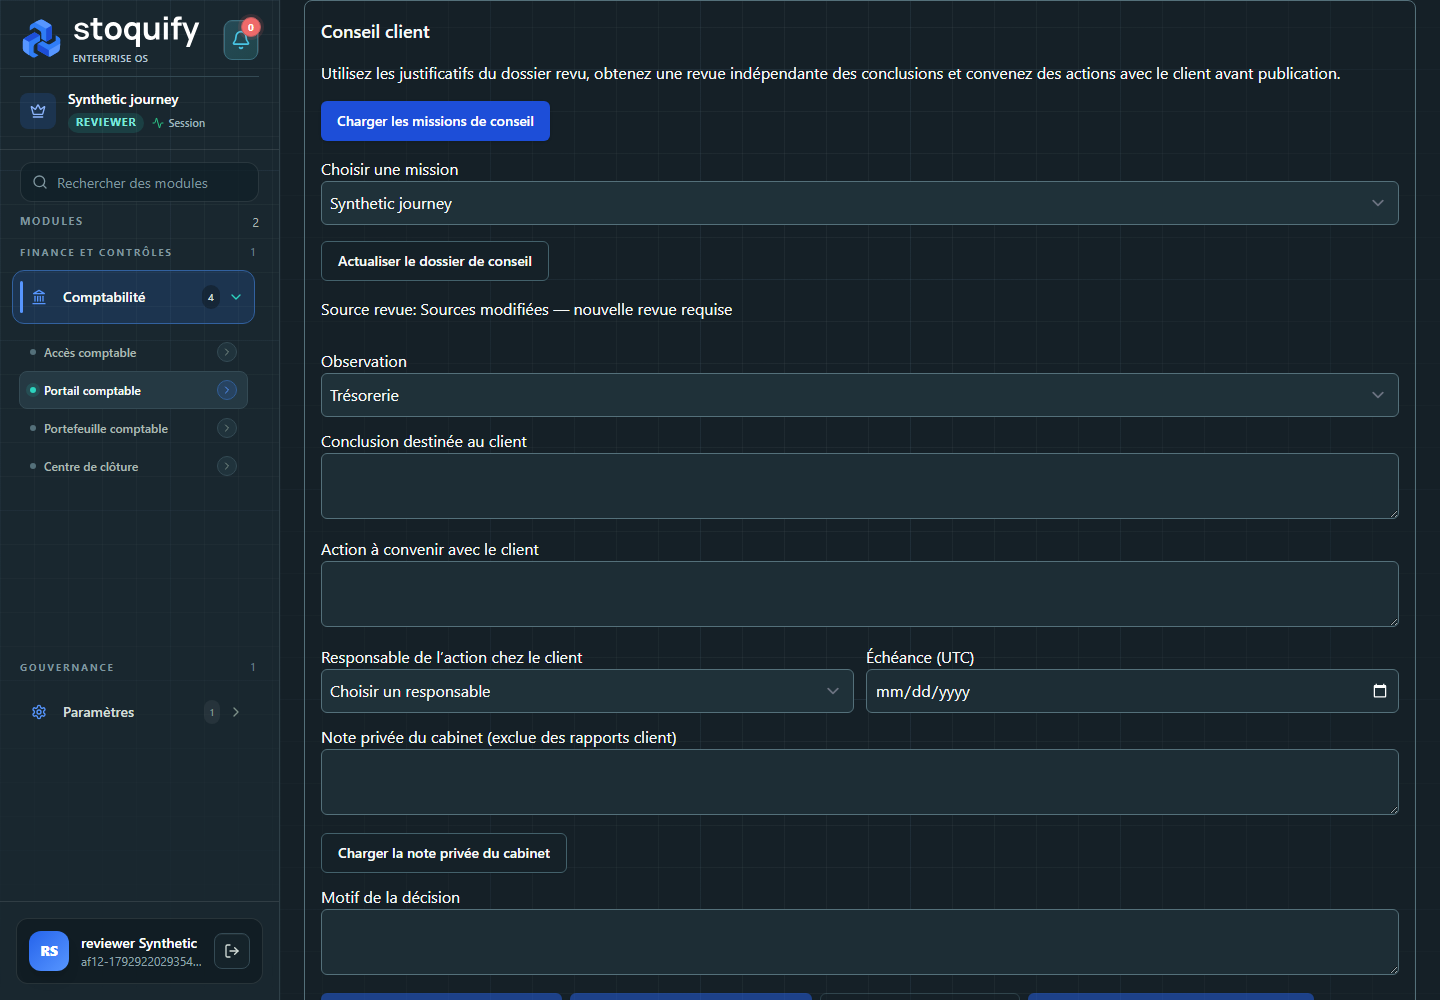 stoquify
ENTERPRISE OS
0
Synthetic journey
REVIEWER
Session
Rechercher des modules
MODULES
2
FINANCE ET CONTRÔLES
1
Comptabilité
4
Accès comptable
Portail comptable
Portefeuille comptable
Centre de clôture
GOUVERNANCE
1
Paramètres
1
RS
reviewer Synthetic
af12-1792922029354...
Conseil client
Utilisez les justificatifs du dossier revu, obtenez une revue indépendante des conclusions et convenez des actions avec le client avant publication.
Charger les missions de conseil
Choisir une mission
Synthetic journey
Actualiser le dossier de conseil
Source revue: Sources modifiées — nouvelle revue requise
Observation
Trésorerie
Conclusion destinée au client
Action à convenir avec le client
Responsable de l’action chez le client
Échéance (UTC)
Choisir un responsable
mm/dd/yyyy
Note privée du cabinet (exclue des rapports client)
Charger la note privée du cabinet
Motif de la décision